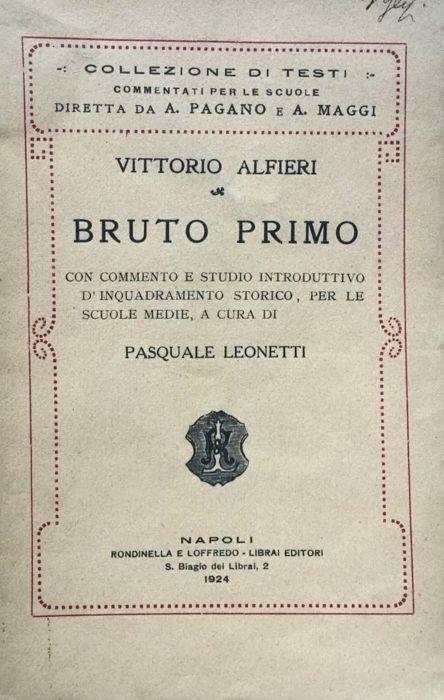 -: COLLEZIONE DI TESTI :-
COMMENTATI PER LE SCUOLE
DIRETTA DA A. PAGANO E A. MAGGI
VITTORIO ALFIERI
BRUTO PRIMO
CON COMMENTO E STUDIO INTRODUTTIVO
D' INQUADRAMENTO STORICO, PER LE
SCUOLE MEDIE, A CURA DI
PASQUALE LEONETTI
NAPOLI
RONDINELLA E LOFFREDO - LIBRAI EDITORI
S. Biagio dei Librai, 2
1924